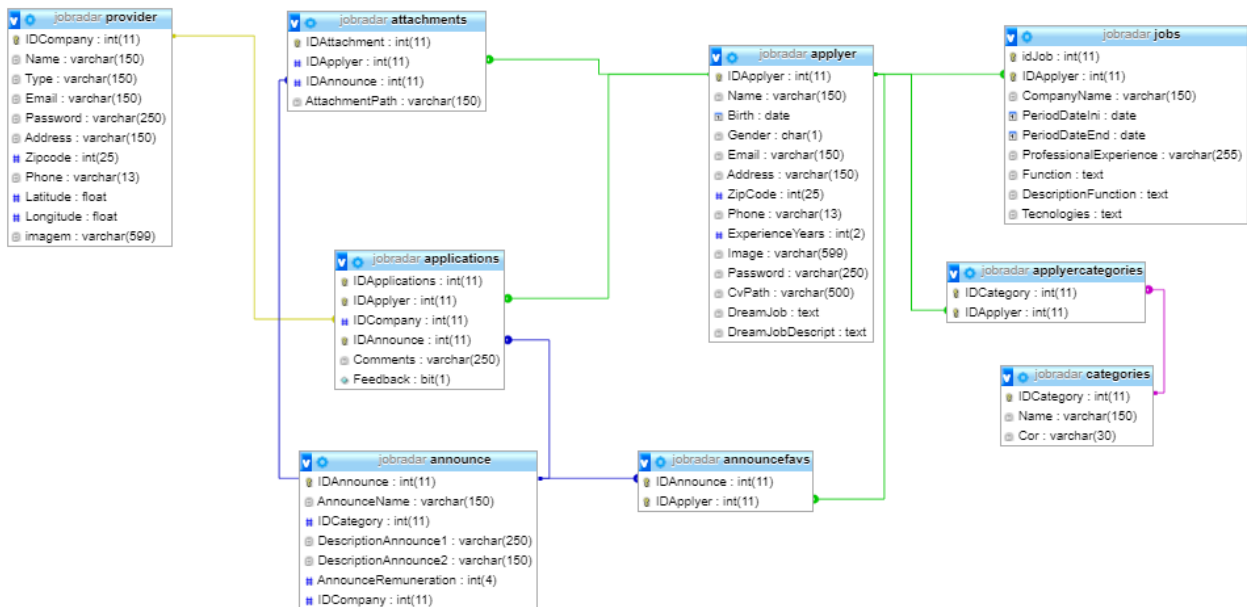 jobradar provider
IDCompany : int(11)
Name : varchar(150)
Type : varchar(150)
Email : varchar(150)
Password : varchar(250)
Address : varchar(150)
Zipcode : int(25)
Phone : varchar(13)
Latitude : float
Longitude : float
imagem : varchar(599)
jobradar attachments
IDAttachment : int(11)
IDApplyer : int(11)
IDAnnounce : int(11)
AttachmentPath : varchar(150)
jobradar applyer
IDApplyer : int(11)
Name : varchar(150)
Birth : date
Gender : char(1)
Email : varchar(150)
Address : varchar(150)
ZipCode : int(25)
Phone : varchar(13)
ExperienceYears : int(2)
Image : varchar(599)
Password : varchar(250)
CvPath : varchar(500)
DreamJob : text
DreamJobDescript : text
jobradar jobs
idJob : int(11)
IDApplyer : int(11)
CompanyName : varchar(150)
PeriodDateIni : date
PeriodDateEnd : date
ProfessionalExperience : varchar(255)
Function : text
DescriptionFunction : text
Tecnologies : text
jobradar applications
IDApplications : int(11)
IDApplyer : int(11)
IDCompany : int(11)
IDAnnounce : int(11)
Comments : varchar(250)
Feedback : bit(1)
jobradar applyercategories
IDCategory : int(11)
IDApplyer : int(11)
jobradar categories
IDCategory : int(11)
Name : varchar(150)
Cor : varchar(30)
jobradar announce
IDAnnounce : int(11)
AnnounceName : varchar(150)
IDCategory : int(11)
DescriptionAnnounce1 : varchar(250)
DescriptionAnnounce2 : varchar(150)
AnnounceRemuneration : int(4)
IDCompany : int(11)
jobradar announcefavs
IDAnnounce : int(11)
IDApplyer : int(11)